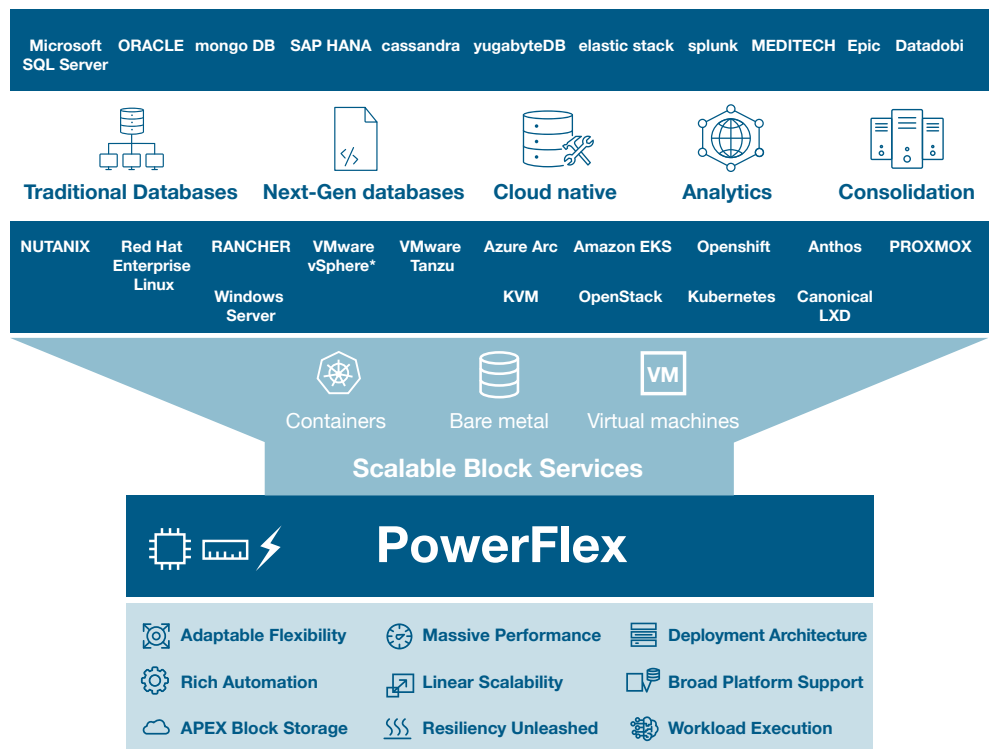 Microsoft SQL Server ORACLE mongo DB SAP HANA cassandra yugabyteDB elastic stack splunk MEDITECH Epic Datadobi
Traditional Databases Next-Gen databases Cloud native Analytics Consolidation
NUTANIX Red Hat Enterprise Linux RANCHER VMware vSphere* VMware Tanzu Azure Arc Amazon EKS Openshift Anthos PROXMOX
Windows Server KVM OpenStack Kubernetes Canonical LXD
VM
Containers Bare metal Virtual machines
Scalable Block Services
PowerFlex
Adaptable Flexibility Massive Performance Deployment Architecture
Rich Automation Linear Scalability Broad Platform Support
APEX Block Storage Resiliency Unleashed Workload Execution